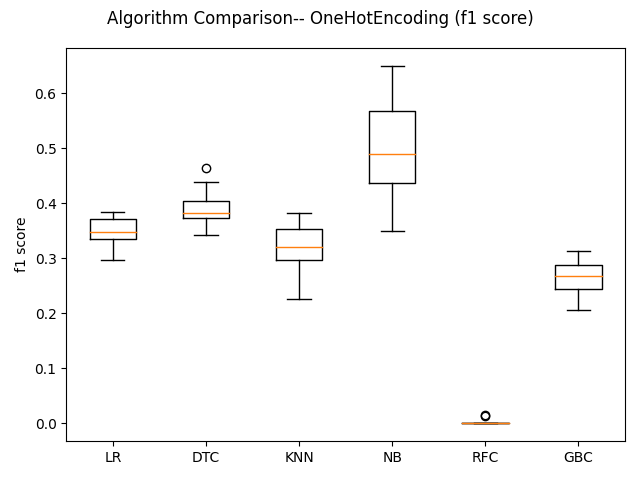 Algorithm Comparison-- OneHotEncoding (f1 score)
f1 score
0.6
0.5
0.4
0.3
0.2
0.1
0.0
LR DTC KNN NB RFC GBC